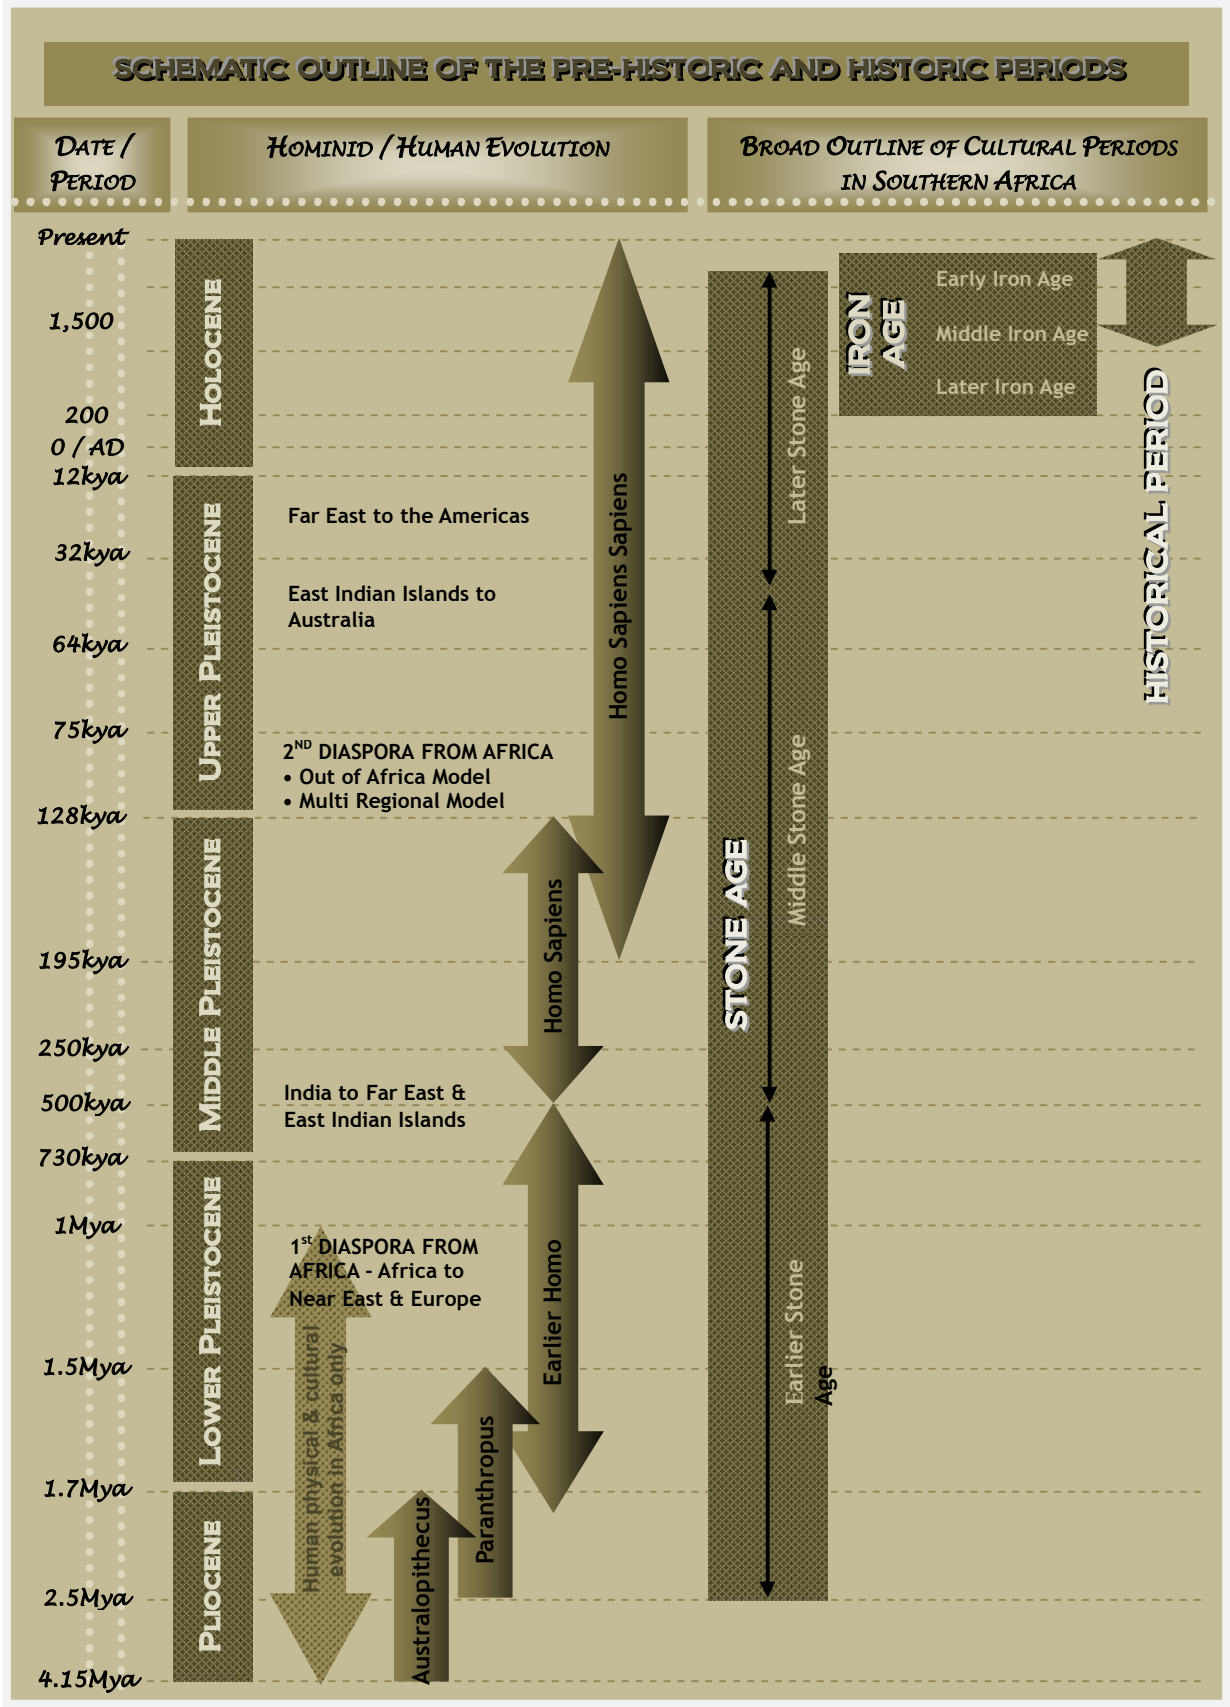 SCHEMATIC OUTLINE OF THE PRE-HISTORIC AND HISTORIC PERIODS
DATE /
PERIOD
HOMINID / HUMAN EVOLUTION
BROAD OUTLINE OF CULTURAL PERIODS
IN SOUTHERN AFRICA
Present
1,500
200
0 / AD
12kya
32kya
64kya
75kya
128kya
195kya
250kya
500kya
730kya
1Mya
1.5Mya
1.7Mya
2.5Mya
4.15Mya
HOLOCENE
UPPER PLEISTOCENE
MIDDLE PLEISTOCENE
LOWER PLEISTOCENE
PLIOCENE
Far East to the Americas
East Indian Islands to
Australia
2ND DIASPORA FROM AFRICA
• Out of Africa Model
• Multi Regional Model
India to Far East &
East Indian Islands
1st DIASPORA FROM
AFRICA - Africa to
Near East & Europe
Human physical & cultural
evolution in Africa only
Australopithecus
Paranthropus
Earlier Homo
Homo Sapiens
Homo Sapiens Sapiens
STONE AGE
Later Stone Age
Middle Stone Age
Earlier Stone
Age
IRON
AGE
Early Iron Age
Middle Iron Age
Later Iron Age
HISTORICAL PERIOD